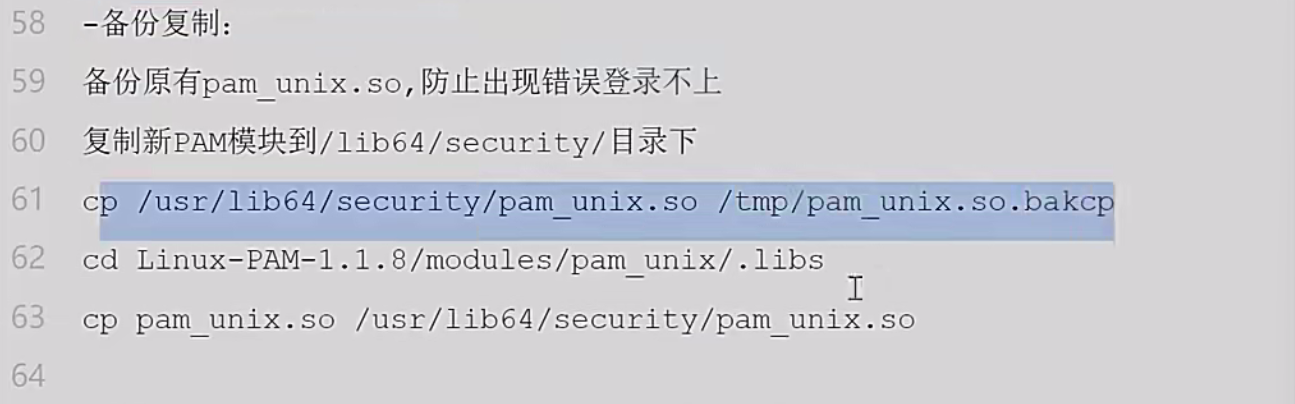 58 -备份复制:
59 备份原有pam_unix.so,防止出现错误登录不上
60 复制新PAM模块到/lib64/security/目录下
61 cp /usr/lib64/security/pam_unix.so /tmp/pam_unix.so.bakcp
62 cd Linux-PAM-1.1.8/modules/pam_unix/.libs
63 cp pam_unix.so /usr/lib64/security/pam_unix.so
64